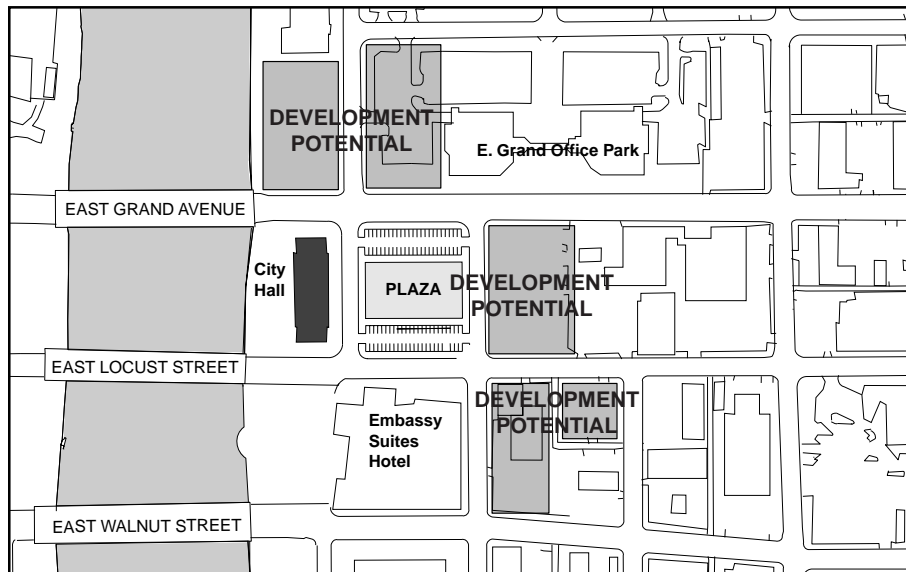 DEVELOPMENT
POTENTIAL
E. Grand Office Park
EAST GRAND AVENUE
City
Hall
PLAZA
DEVELOPMENT
POTENTIAL
EAST LOCUST STREET
DEVELOPMENT
POTENTIAL
Embassy
Suites
Hotel
EAST WALNUT STREET